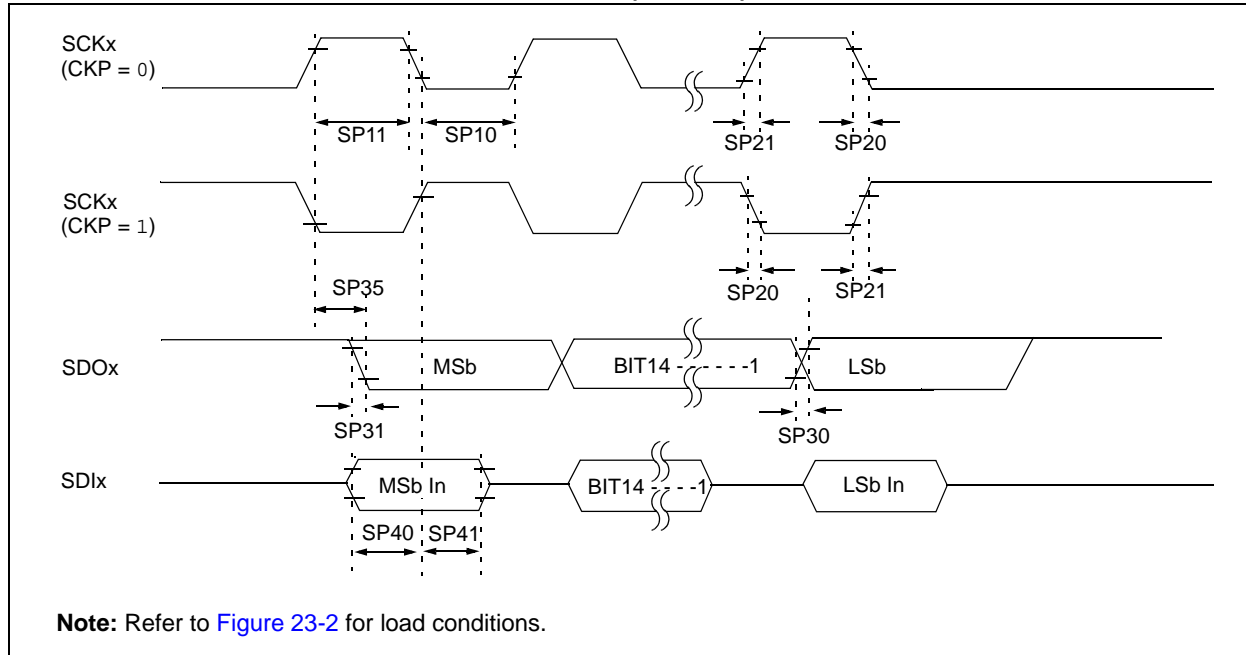 SCKx
(CKP = 0)
SP11
SP10
SP21
SP20
SCKx
(CKP = 1)
SP35
SP20
SP21
SDOx
MSb
BIT14 - - - - - -1
LSb
SP31
SP30
SDIx
MSb In
BIT14 - - - -1
LSb In
SP40
SP41
Note: Refer to Figure 23-2 for load conditions.